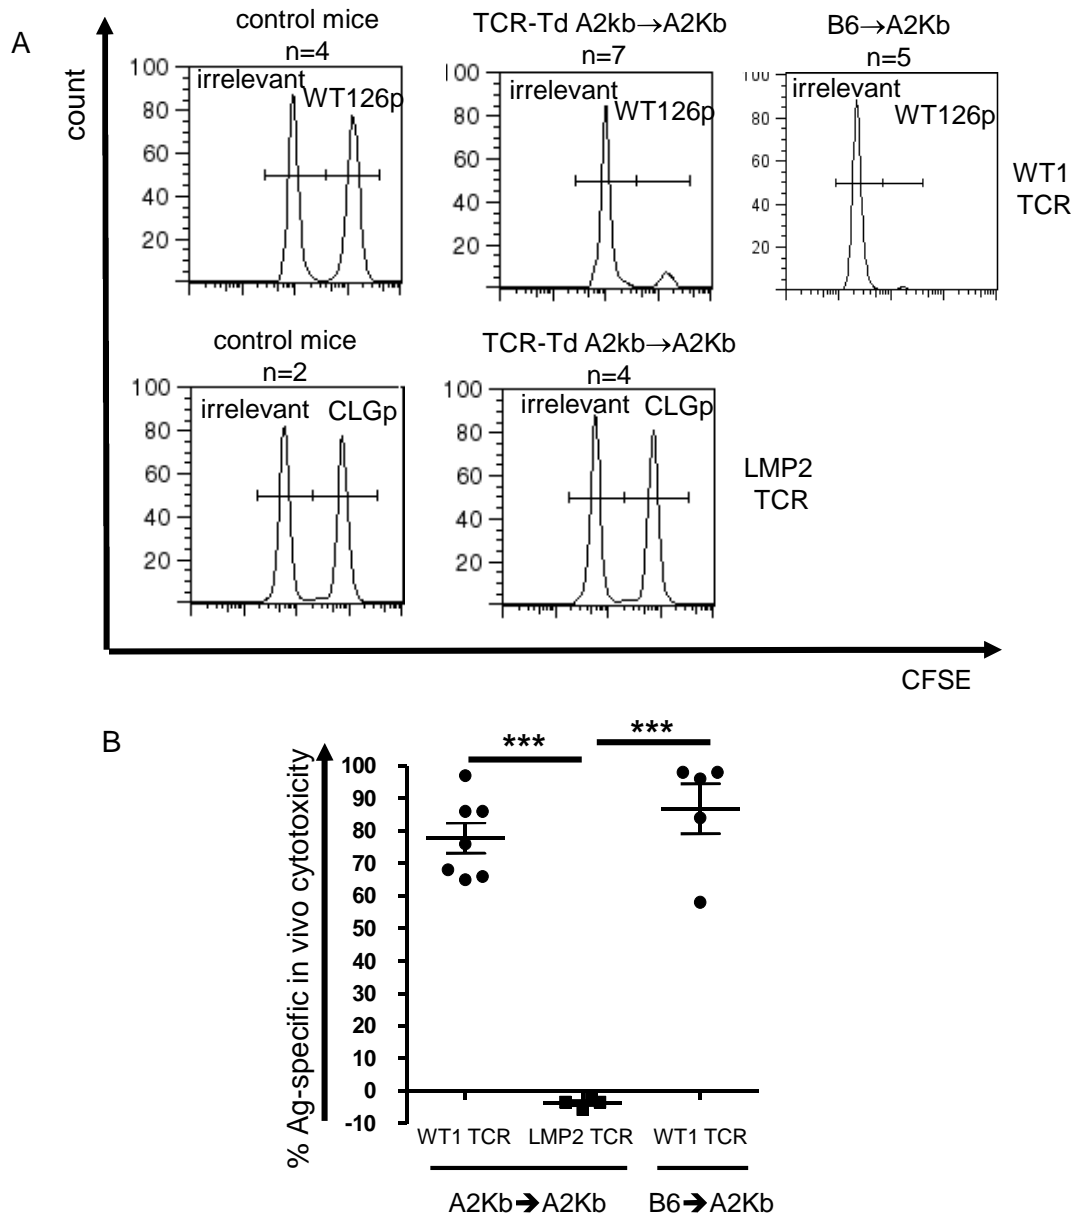 A
count
control mice
n=4
100
80
60
40
20
irrelevant
WT126p
TCR-Td A2kb→A2Kb
n=7
100
80
60
40
20
irrelevant
WT126p
B6→A2Kb
n=5
100
80
60
40
20
irrelevant
WT126p
WT1
TCR
control mice
n=2
100
80
60
40
20
irrelevant CLGp
TCR-Td A2kb→A2Kb
n=4
100
80
60
40
20
irrelevant CLGp
LMP2
TCR
CFSE
B
% Ag-specific in vivo cytotoxicity
*** ***
100
90
80
70
60
50
40
30
20
10
0
-10
WT1 TCR LMP2 TCR WT1 TCR
A2Kb➔A2Kb B6➔A2Kb